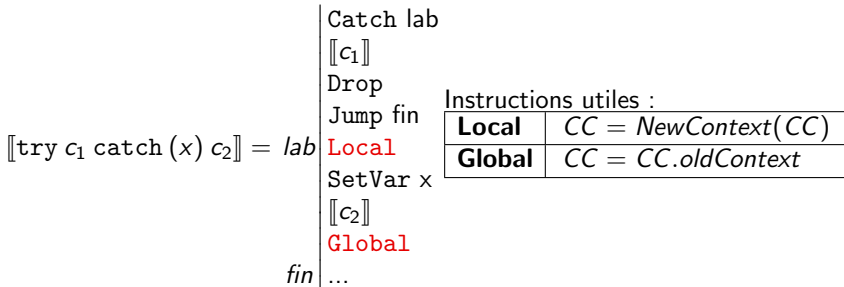 Catch lab
⟦c₁⟧
Drop
Jump fin
⟦try c₁ catch (x) c₂⟧ = lab Local
SetVar x
⟦c₂⟧
Global
fin ...
Instructions utiles :
Local CC = NewContext(CC)
Global CC = CC.oldContext